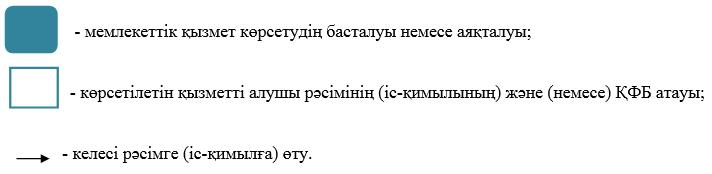 - мемлекеттік қызмет көрсетудің басталуы немесе аяқталуы;
- көрсетілетін қызметті алушы рәсімінің (іс-қимылының) және (немесе) ҚФБ атауы;
- келесі рәсімге (іс-қимылға) өту.